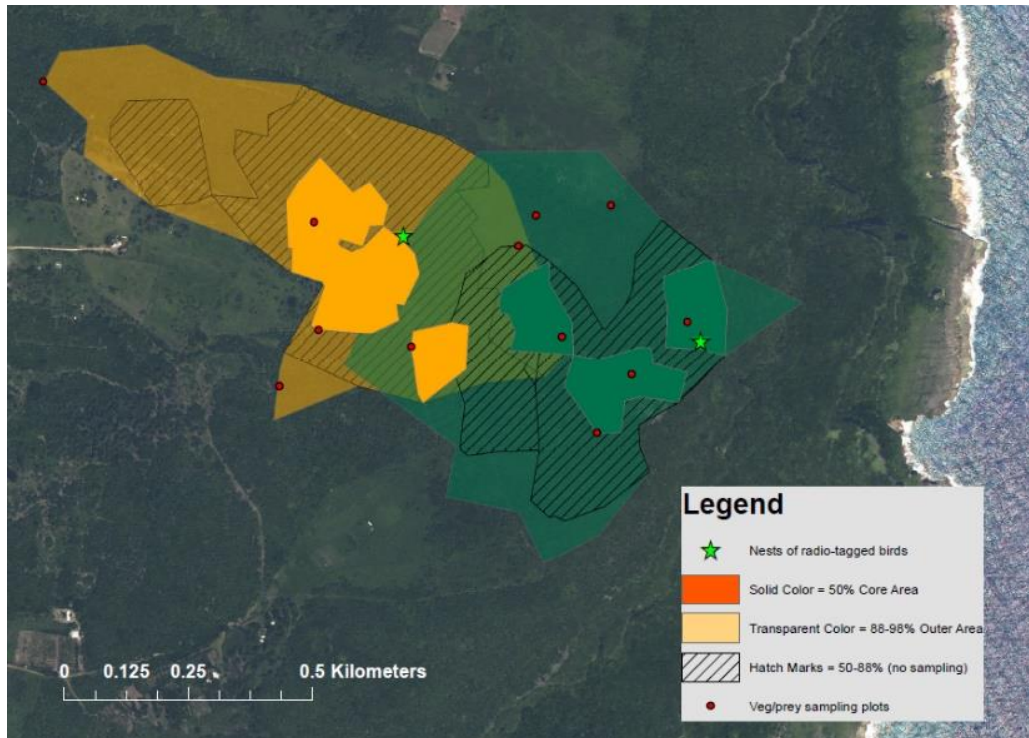 Legend
Nests of radio-tagged birds
Solid Color = 50% Core Area
Transparent Color = 88-98% Outer Area
Hatch Marks = 50-88% (no sampling)
Veg/prey sampling plots
0 0.125 0.25 0.5 Kilometers